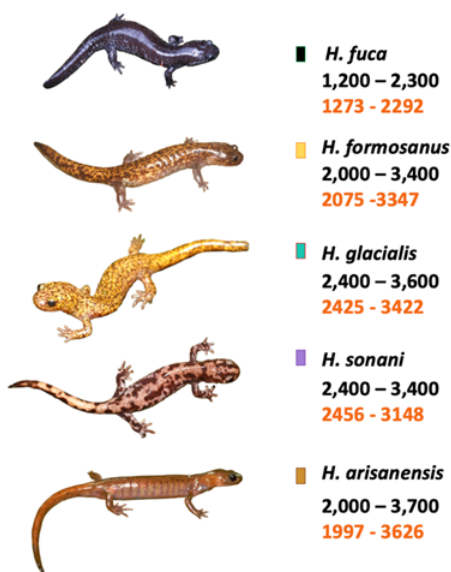 H. fuca
1,200 – 2,300
1273 - 2292
H. formosanus
2,000 – 3,400
2075 -3347
H. glacialis
2,400 – 3,600
2425 - 3422
H. sonani
2,400 – 3,400
2456 - 3148
H. arisanensis
2,000 – 3,700
1997 - 3626